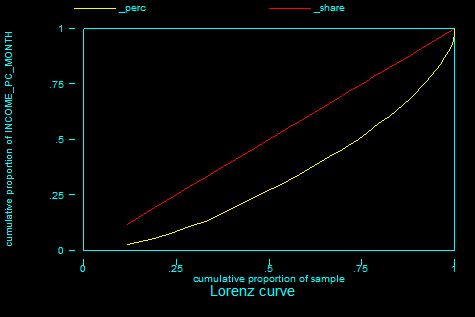 _perc
_share
cumulative proportion of INCOME_PC_MONTH
1
.75
.5
.25
0
0
.25
.5
.75
1
cumulative proportion of sample
Lorenz curve